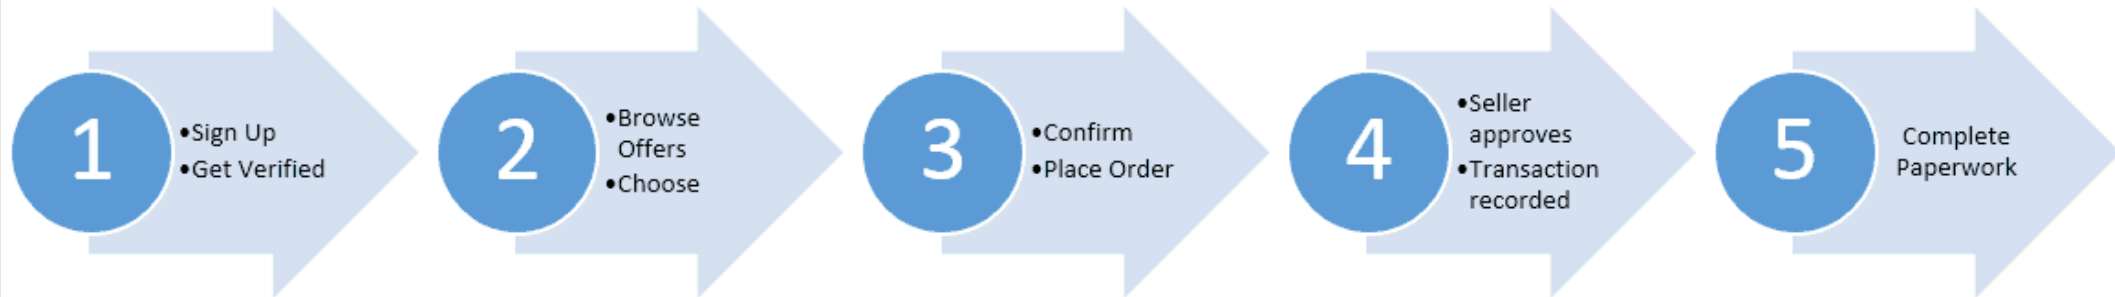 1
•Sign Up
•Get Verified
2
•Browse
Offers
•Choose
3
•Confirm
•Place Order
4
•Seller
approves
•Transaction
recorded
5
Complete
Paperwork